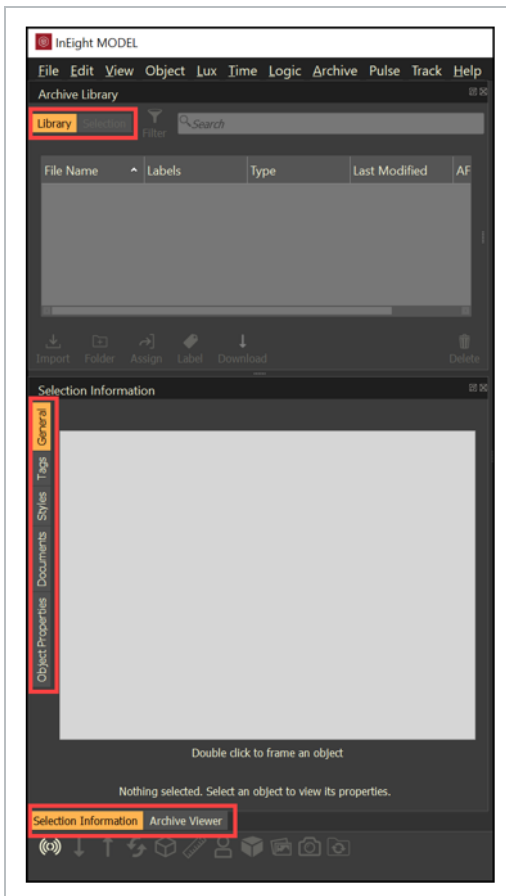 InEight MODEL
File Edit View Object Lux Time Logic Archive Pulse Track Help
Archive Library
Library Selection Filter Search
File Name Labels Type Last Modified AF
Import Folder Assign Label Download Delete
Selection Information
General
Tags
Styles
Documents
Object Properties
Double click to frame an object
Nothing selected. Select an object to view its properties.
Selection Information Archive Viewer